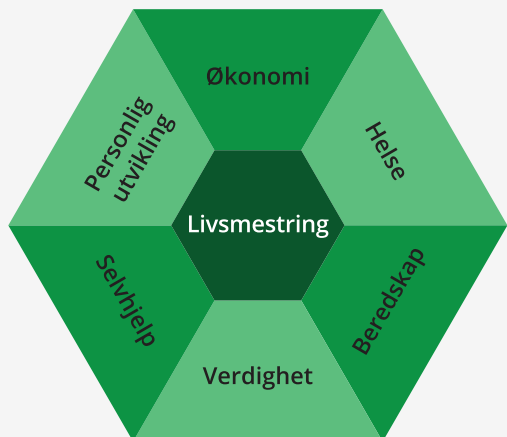 Økonomi
Helse
Personlig
utvikling
Livsmestring
Selvhjelp
Beredskap
Verdighet